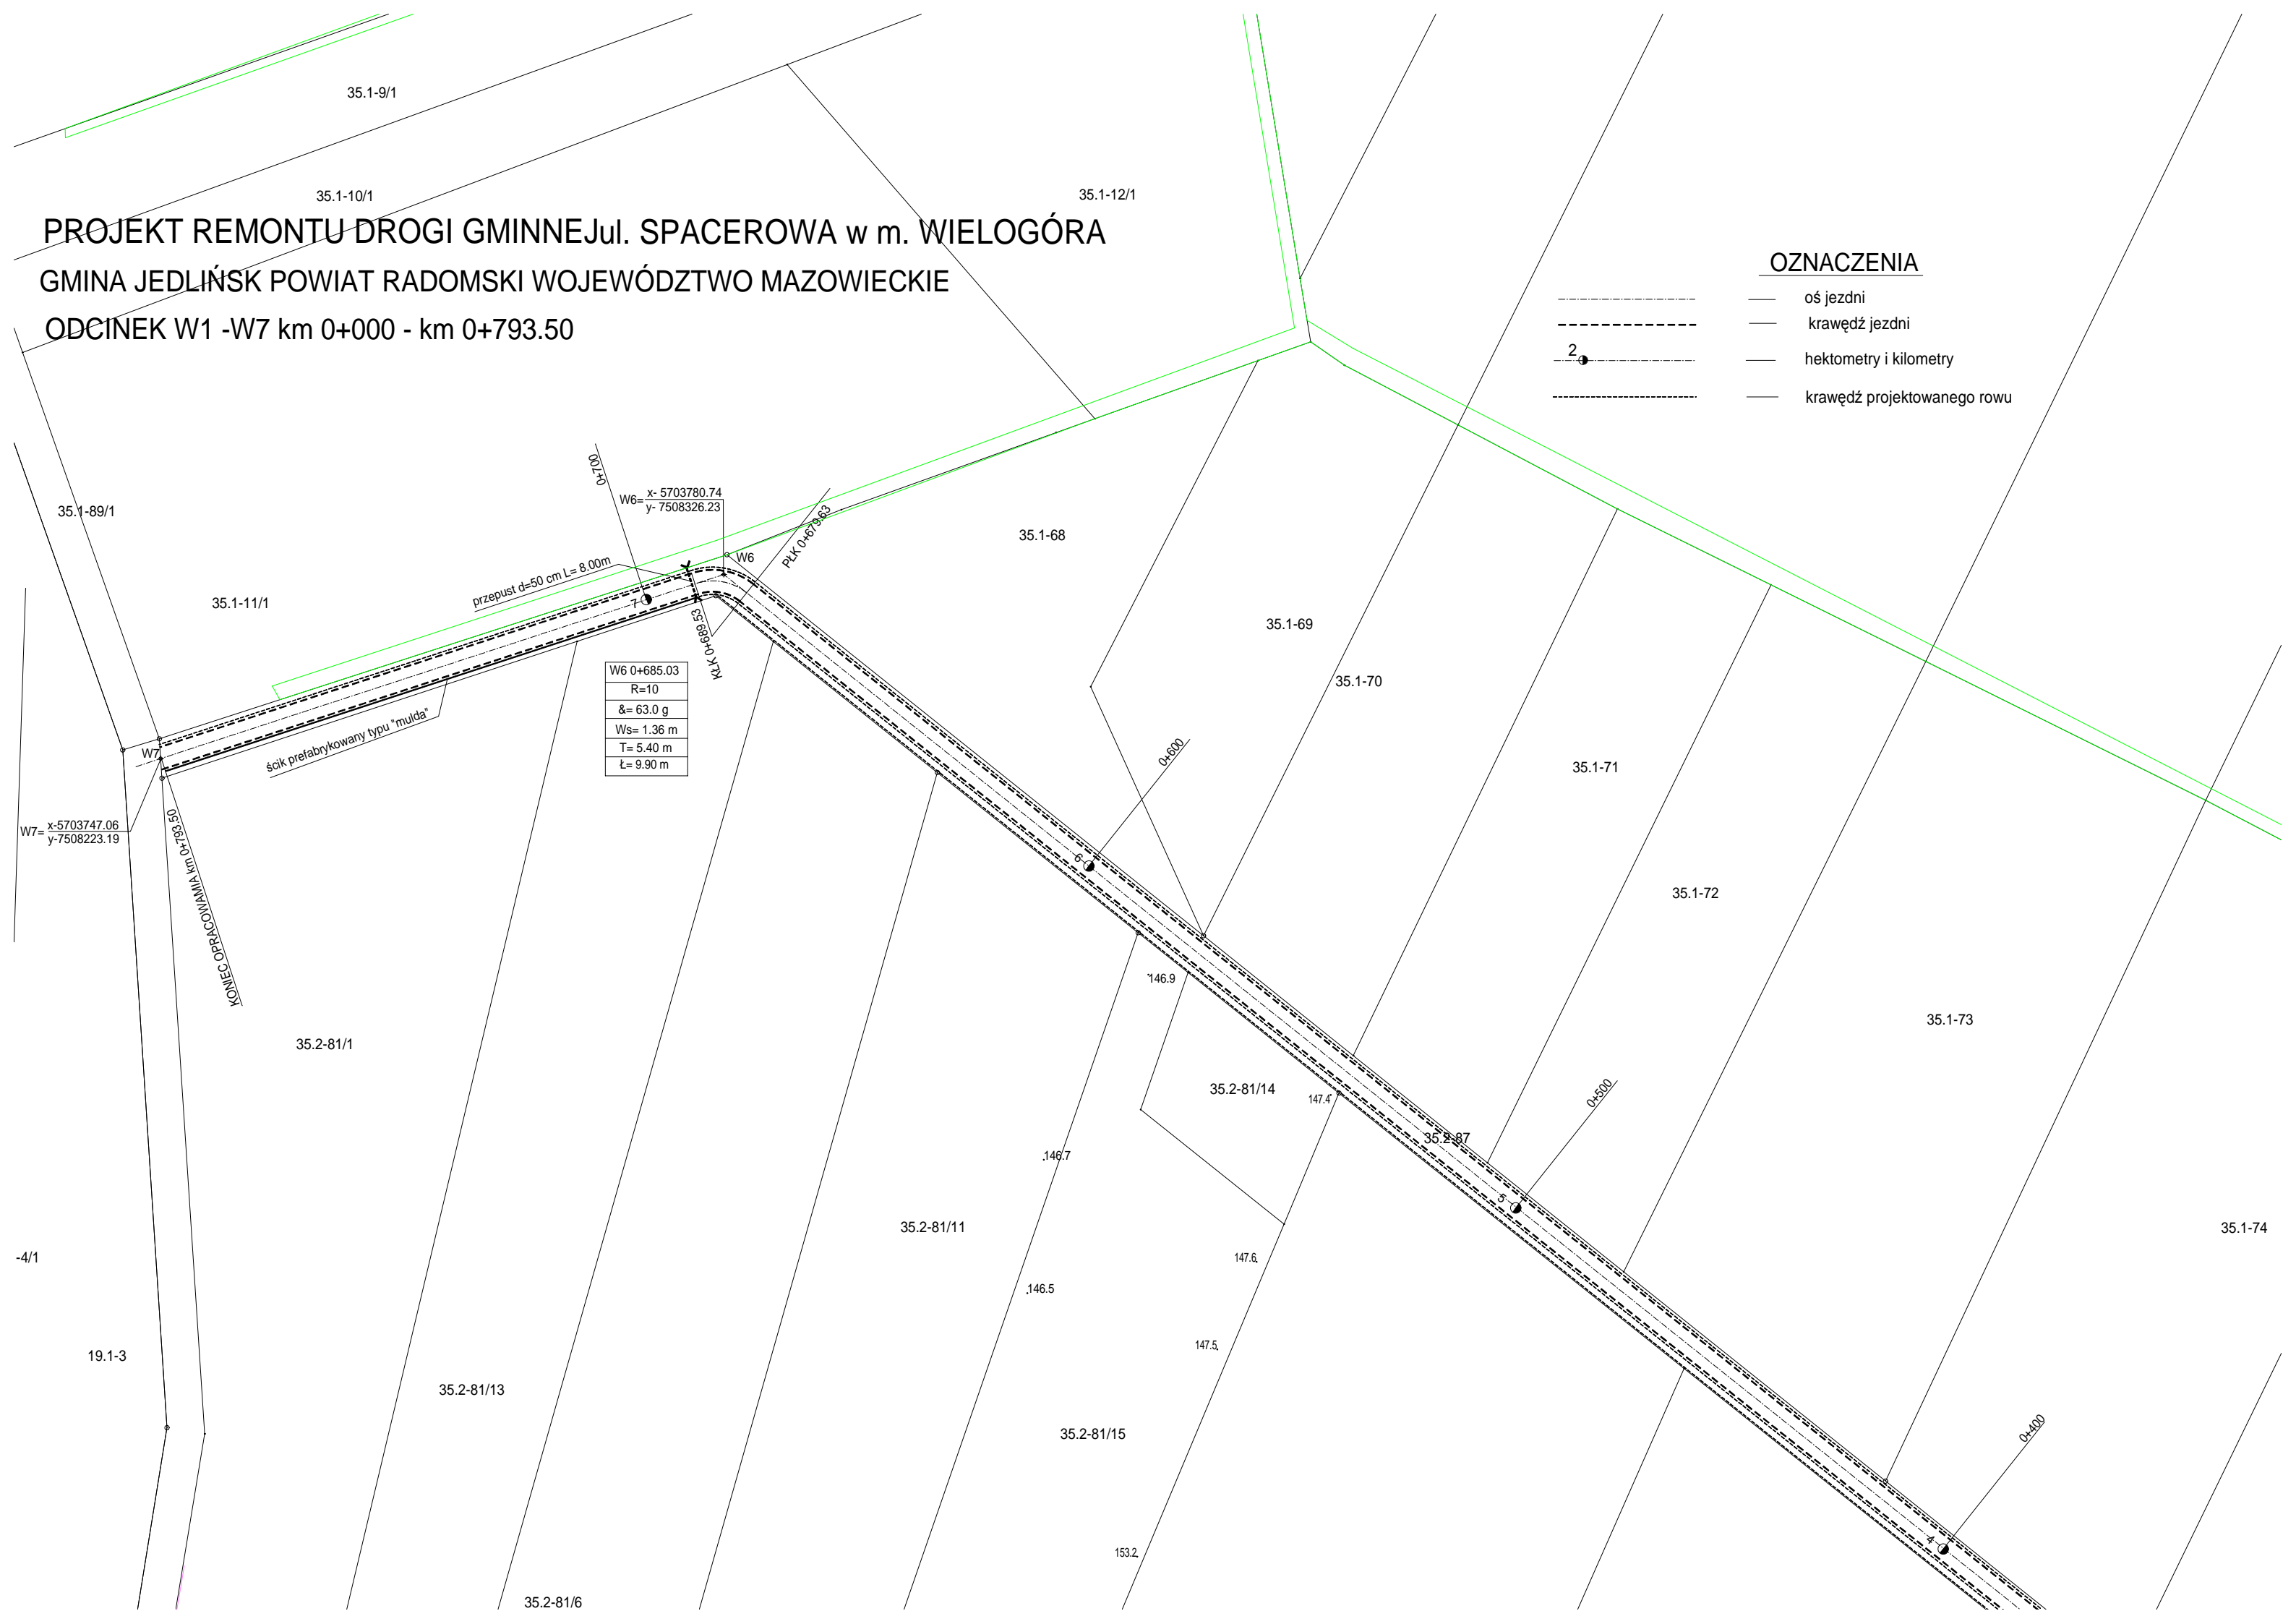 35.1-9/1
35.1-10/1
35.1-12/1
PROJEKT REMONTU DROGI GMINNEJul. SPACEROWA w m. WIELOGÓRA
GMINA JEDLIŃSK POWIAT RADOMSKI WOJEWÓDZTWO MAZOWIECKIE
ODCINEK W1 -W7 km 0+000 - km 0+793.50
OZNACZENIA
oś jezdni
krawędź jezdni
2
hektometry i kilometry
krawędź projektowanego rowu
0+700
W6= x- 5703780.74
y- 7508326.23
35.1-89/1
PŁK 0+679.63
35.1-68
W6
przepust d=50 cm L= 8.00m
35.1-11/1
7
KŁK 0+689.53
35.1-69
W6 0+685.03
R=10
&= 63.0 g
Ws= 1.36 m
T= 5.40 m
Ł= 9.90 m
35.1-70
ścik prefabrykowany typu "mulda"
W7
0+600
35.1-71
W7= x-5703747.06
y-7508223.19
KONIEC OPRACOWAMIA km 0+793.50
6
35.1-72
146.9
35.1-73
35.2-81/1
35.2-81/14
147.4
0+500
35.2-87
146.7
5
35.2-81/11
35.1-74
-4/1
147.6
146.5
147.5
19.1-3
35.2-81/13
35.2-81/15
0+400
4
153.2
35.2-81/6